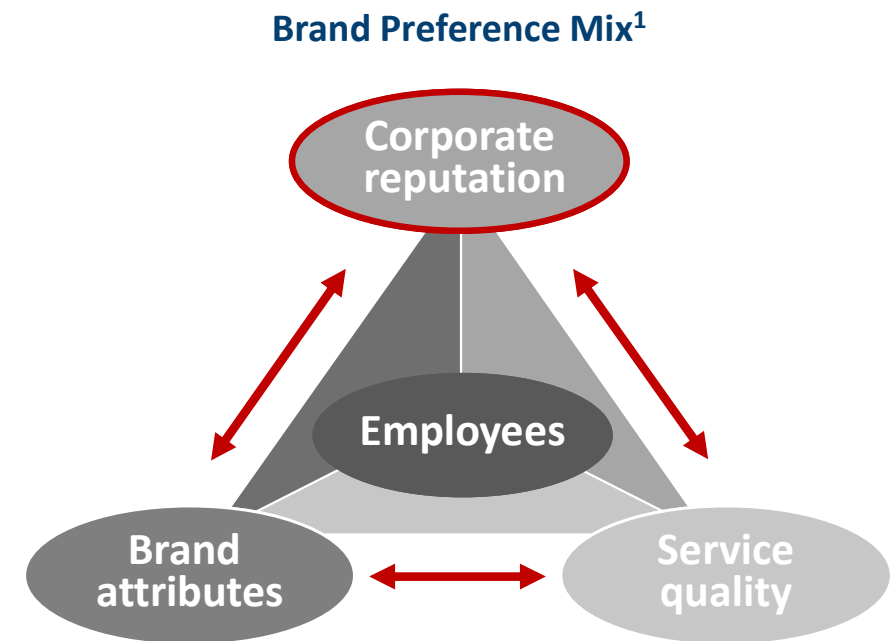 Brand Preference Mix¹
Corporate
reputation
Employees
Brand
attributes
Service
quality